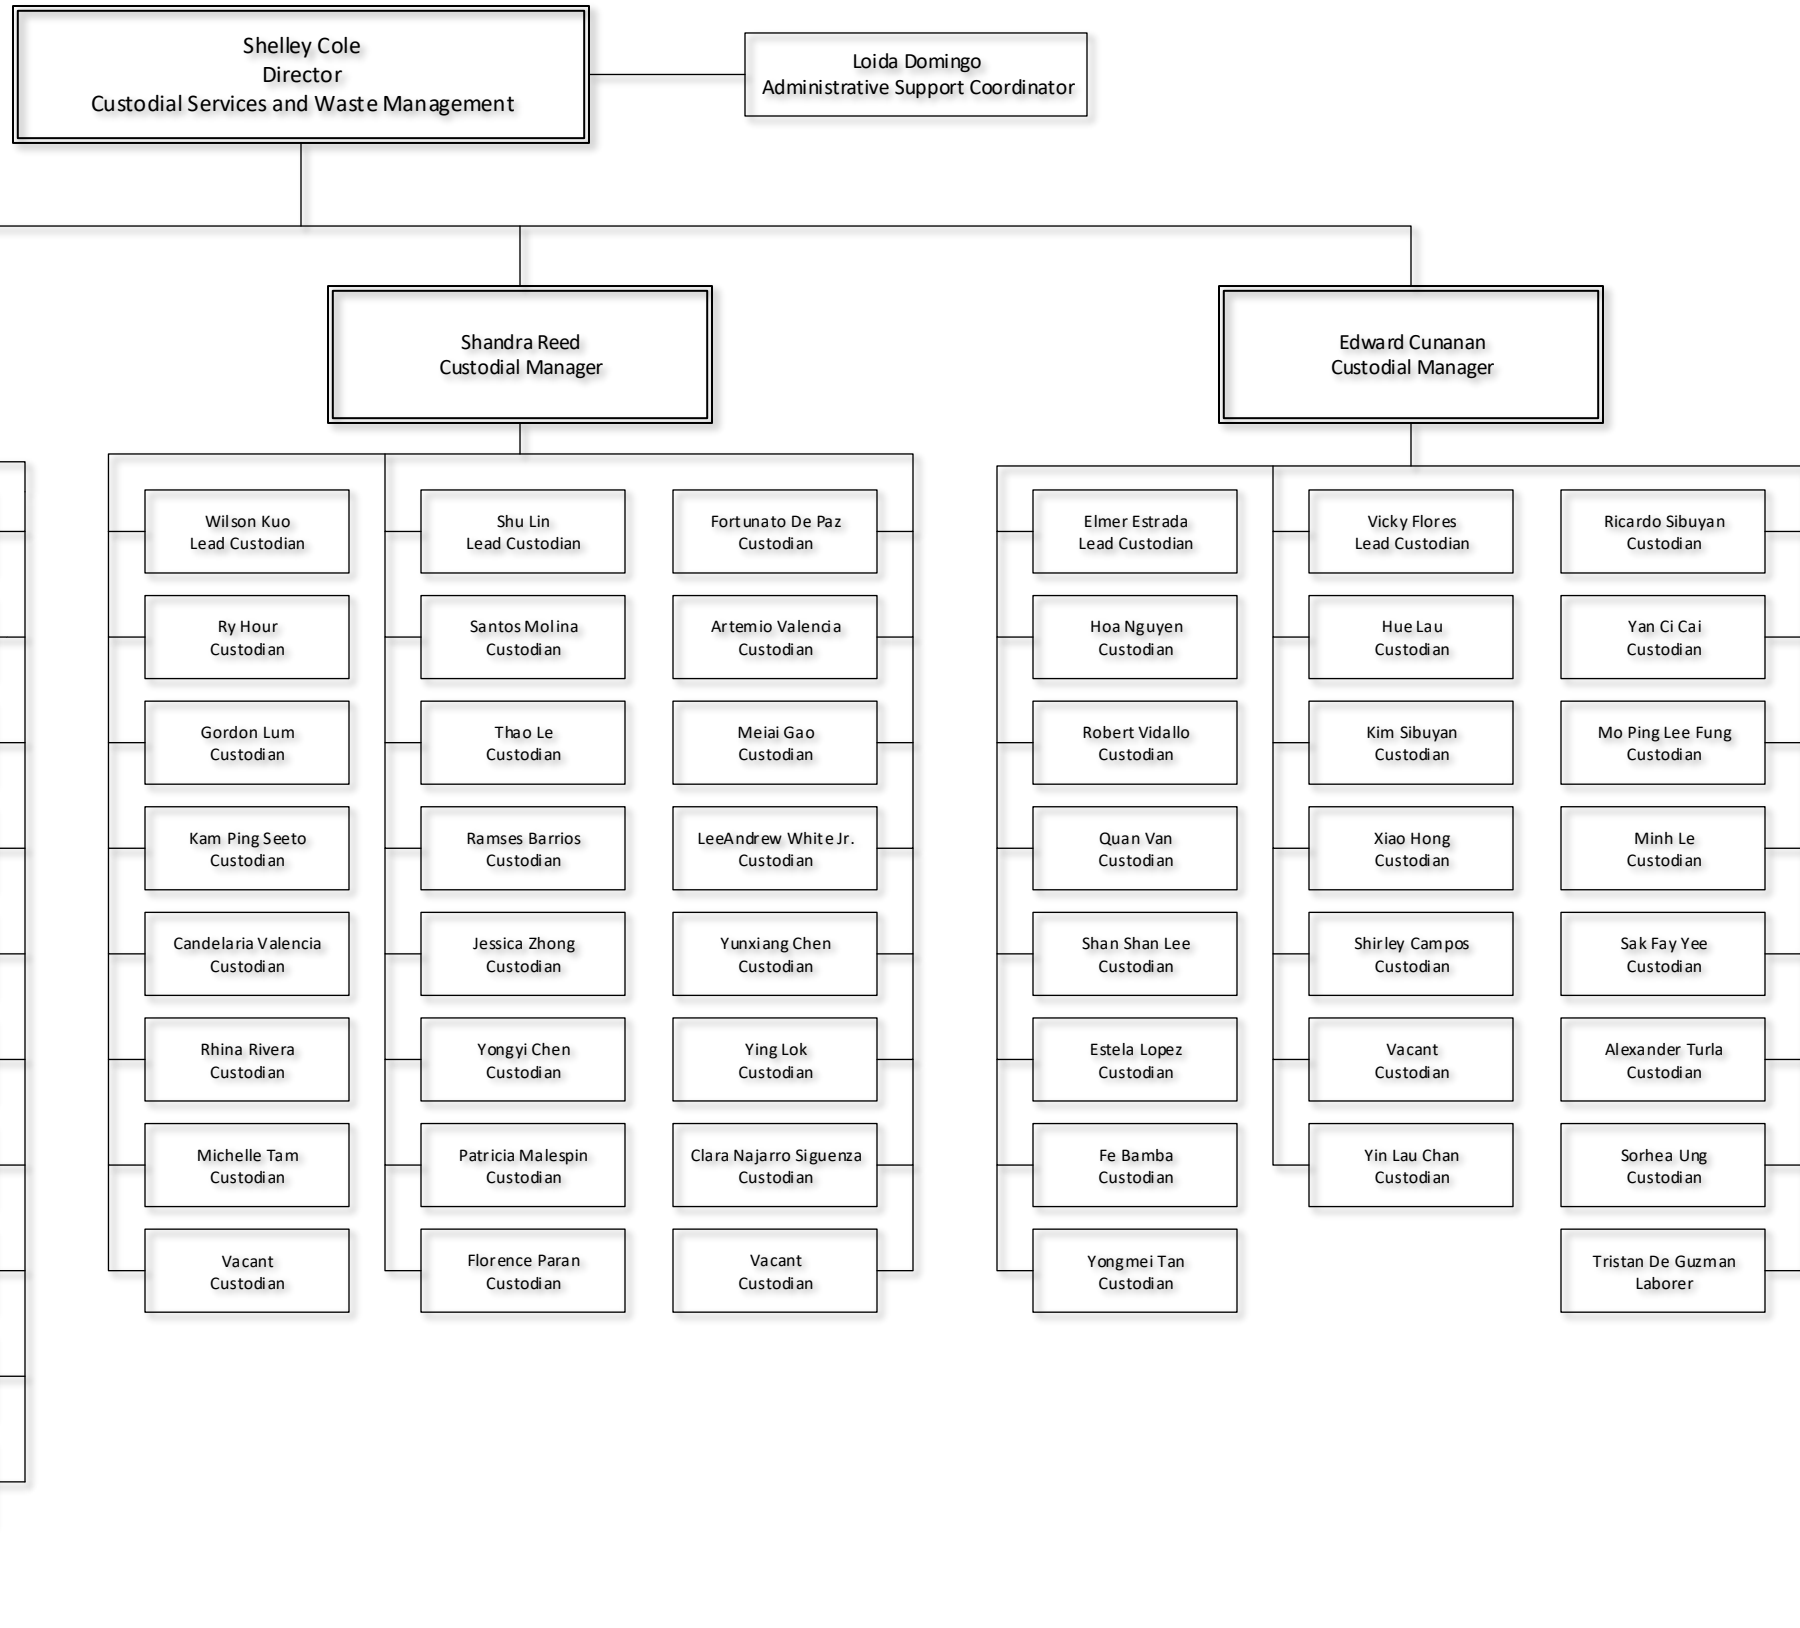 Shelley Cole
Director
Custodial Services and Waste Management
Loida Domingo
Administrative Support Coordinator
Shandra Reed
Custodial Manager
Edward Cunanan
Custodial Manager
Wilson Kuo
Lead Custodian
Ry Hour
Custodian
Gordon Lum
Custodian
Kam Ping Seeto
Custodian
Candelaria Valencia
Custodian
Rhina Rivera
Custodian
Michelle Tam
Custodian
Vacant
Custodian
Shu Lin
Lead Custodian
Santos Molina
Custodian
Thao Le
Custodian
Ramses Barrios
Custodian
Jessica Zhong
Custodian
Yongyi Chen
Custodian
Patricia Malespin
Custodian
Florence Paran
Custodian
Fortunato De Paz
Custodian
Artemio Valencia
Custodian
Meiai Gao
Custodian
LeeAndrew White Jr.
Custodian
Yunxiang Chen
Custodian
Ying Lok
Custodian
Clara Najarro Siguenza
Custodian
Vacant
Custodian
Elmer Estrada
Lead Custodian
Hoa Nguyen
Custodian
Robert Vidallo
Custodian
Quan Van
Custodian
Shan Shan Lee
Custodian
Estela Lopez
Custodian
Fe Bamba
Custodian
Yongmei Tan
Custodian
Vicky Flores
Lead Custodian
Hue Lau
Custodian
Kim Sibuyan
Custodian
Xiao Hong
Custodian
Shirley Campos
Custodian
Vacant
Custodian
Yin Lau Chan
Custodian
Ricardo Sibuyan
Custodian
Yan Ci Cai
Custodian
Mo Ping Lee Fung
Custodian
Minh Le
Custodian
Sak Fay Yee
Custodian
Alexander Turla
Custodian
Sorhea Ung
Custodian
Tristan De Guzman
Laborer